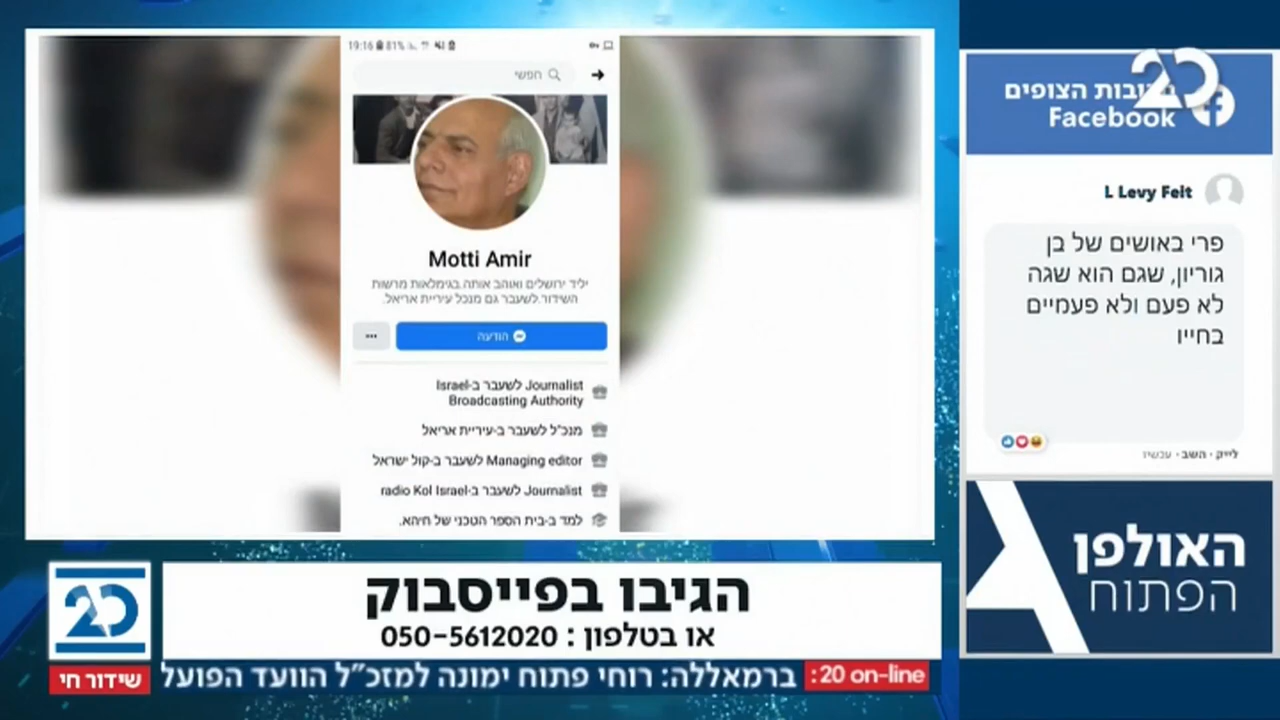 19:16
81%
חפשי
Motti Amir
יליד ירושלים ואוהב אותה.בגימלאות מרשות
השידור.לשעבר גם מנכל עיריית אריאל.
הודעה
Journalist לשעבר ב-Israel
Broadcasting Authority
מנכ"ל לשעבר ב-עיריית אריאל
Managing editor לשעבר ב-קול ישראל
Journalist לשעבר ב-radio Kol Israel
למד ב-בית הספר הטכני של חיהא.
20
הצופים
Facebook
L Levy Felt
פרי באושים של בן
גוריון, שגם הוא שגה
לא פעם ולא פעמיים
בחייו
לייק · השב · עכשיו
האולפן
הפתוח
הגיבו בפייסבוק
או בטלפון : 050-5612020
20
שידור חי
20 on-line:
ברמאללה: רוחי פתוח ימונה למזכ"ל הוועד הפועל